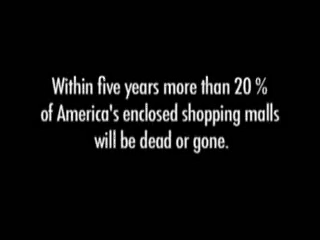 Within five years more than 20 %
of America's enclosed shopping malls
will be dead or gone.